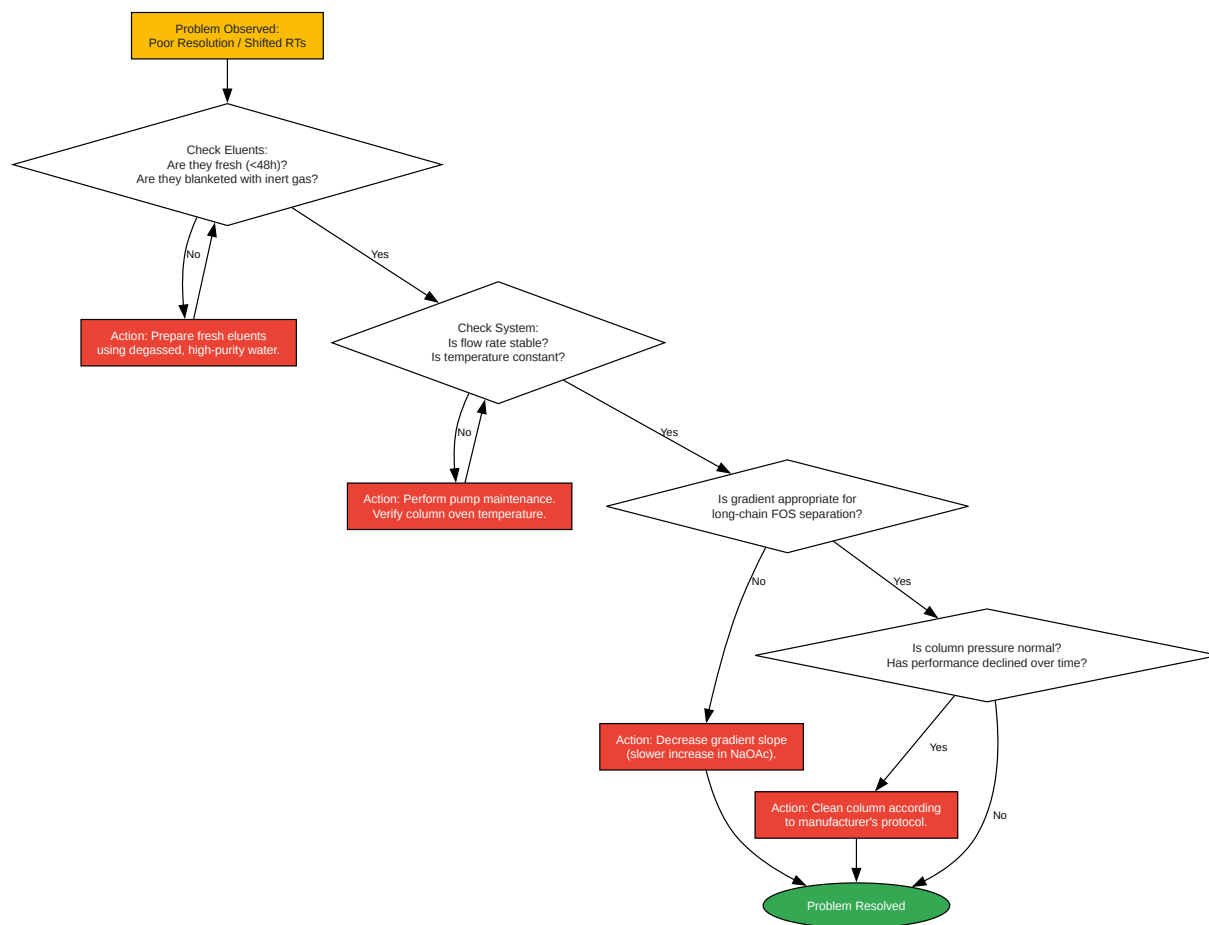 Problem Observed:
Poor Resolution / Shifted RTs
Check Eluents:
Are they fresh (<48h)?
Are they blanketed with inert gas?
No
Yes
Action: Prepare fresh eluents
using degassed, high-purity water.
Check System:
Is flow rate stable?
Is temperature constant?
No
Yes
Action: Perform pump maintenance.
Verify column oven temperature.
Is gradient appropriate for
long-chain FOS separation?
No
Yes
Is column pressure normal?
Has performance declined over time?
Action: Decrease gradient slope
(slower increase in NaOAc).
Yes
Action: Clean column according
to manufacturer's protocol.
No
Problem Resolved